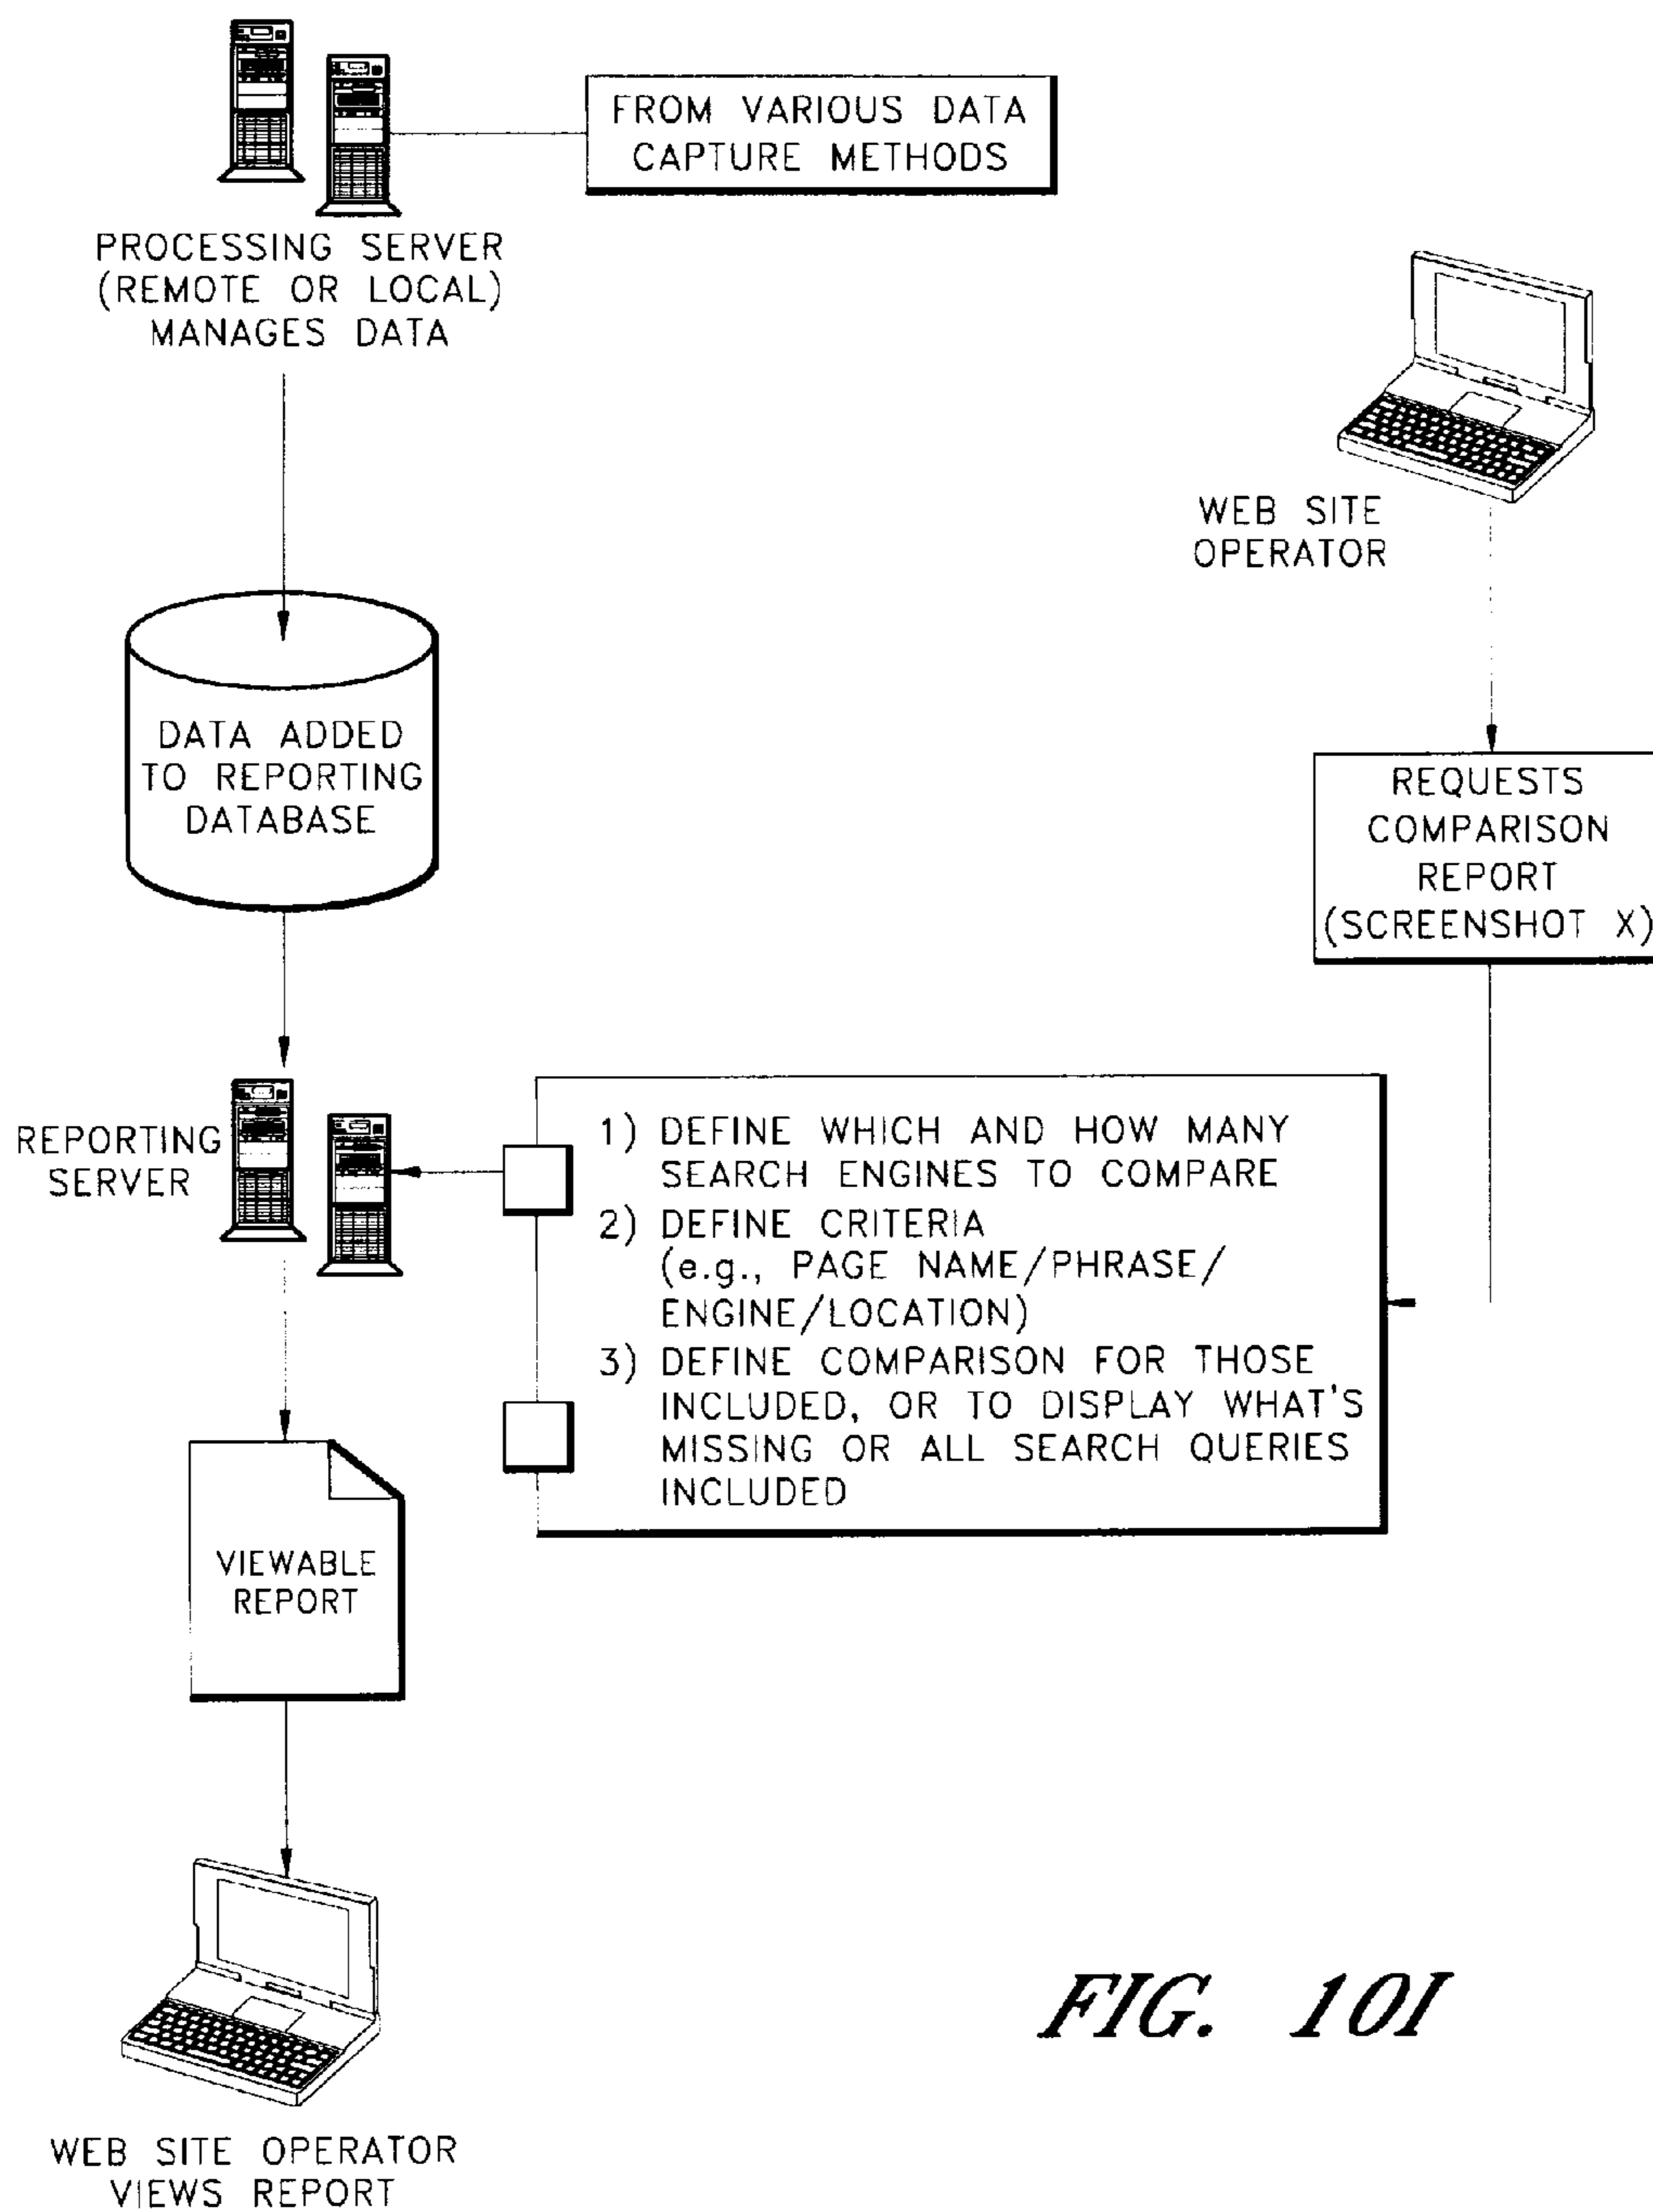 FROM VARIOUS DATA
CAPTURE METHODS
PROCESSING SERVER
(REMOTE OR LOCAL)
MANAGES DATA
WEB SITE
OPERATOR
DATA ADDED
TO REPORTING
DATABASE
REQUESTS
COMPARISON
REPORT
(SCREENSHOT X)
REPORTING
SERVER
1) DEFINE WHICH AND HOW MANY
SEARCH ENGINES TO COMPARE
2) DEFINE CRITERIA
(e.g., PAGE NAME/PHRASE/
ENGINE/LOCATION)
3) DEFINE COMPARISON FOR THOSE
INCLUDED, OR TO DISPLAY WHAT'S
MISSING OR ALL SEARCH QUERIES
INCLUDED
VIEWABLE
REPORT
WEB SITE OPERATOR
VIEWS REPORT
FIG. 10I